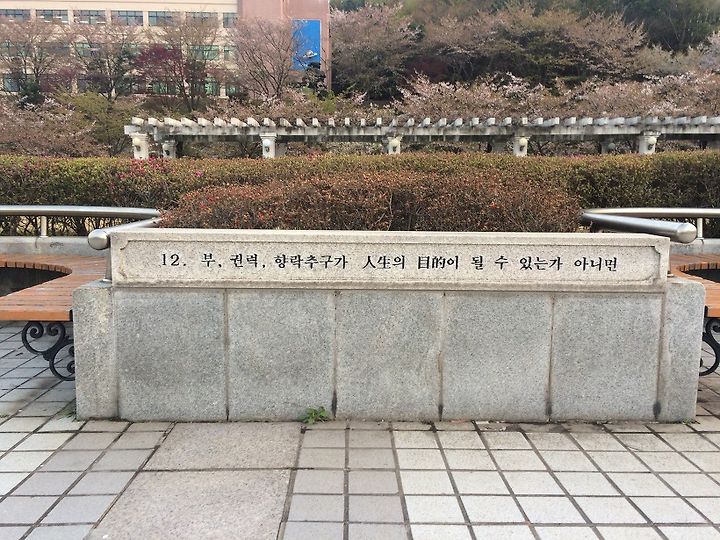 12. 부, 권력, 향락추구가 人生의 目的이 될 수 있는가 아니면